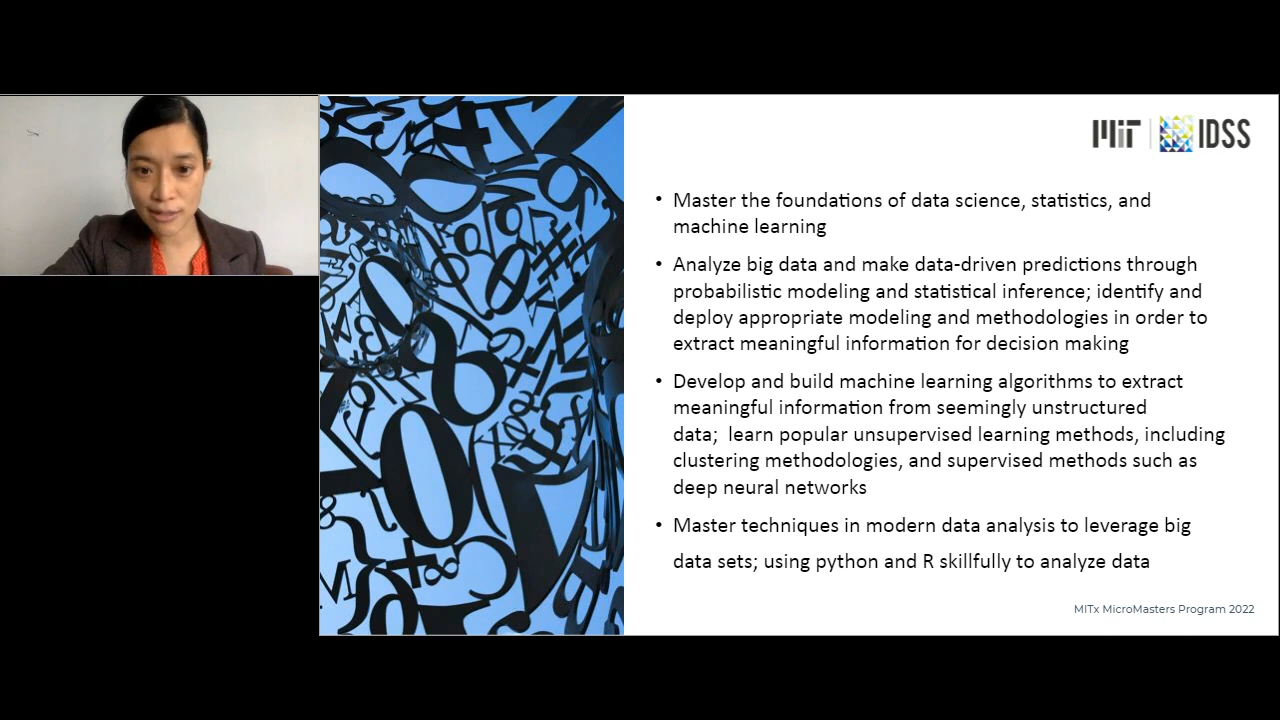 MIT IDSS
• Master the foundations of data science, statistics, and
machine learning
• Analyze big data and make data-driven predictions through
probabilistic modeling and statistical inference; identify and
deploy appropriate modeling and methodologies in order to
extract meaningful information for decision making
• Develop and build machine learning algorithms to extract
meaningful information from seemingly unstructured
data;  learn popular unsupervised learning methods, including
clustering methodologies, and supervised methods such as
deep neural networks
• Master techniques in modern data analysis to leverage big
data sets; using python and R skillfully to analyze data
MITx MicroMasters Program 2022